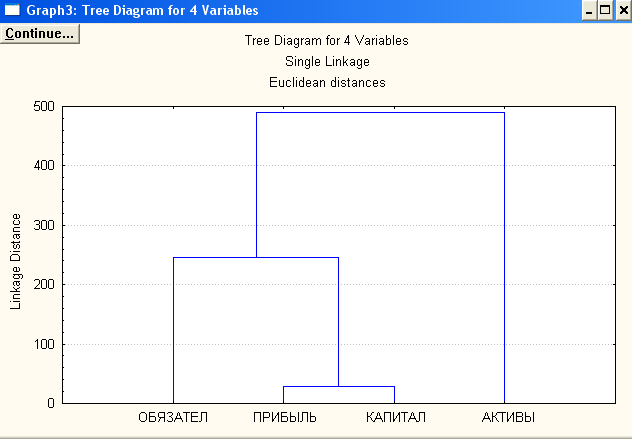 Graph3: Tree Diagram for 4 Variables
Continue...
Tree Diagram for 4 Variables
Single Linkage
Euclidean distances
Linkage Distance
500
400
300
200
100
0
ОБЯЗАТЕЛ ПРИБЫЛЬ КАПИТАЛ АКТИВЫ